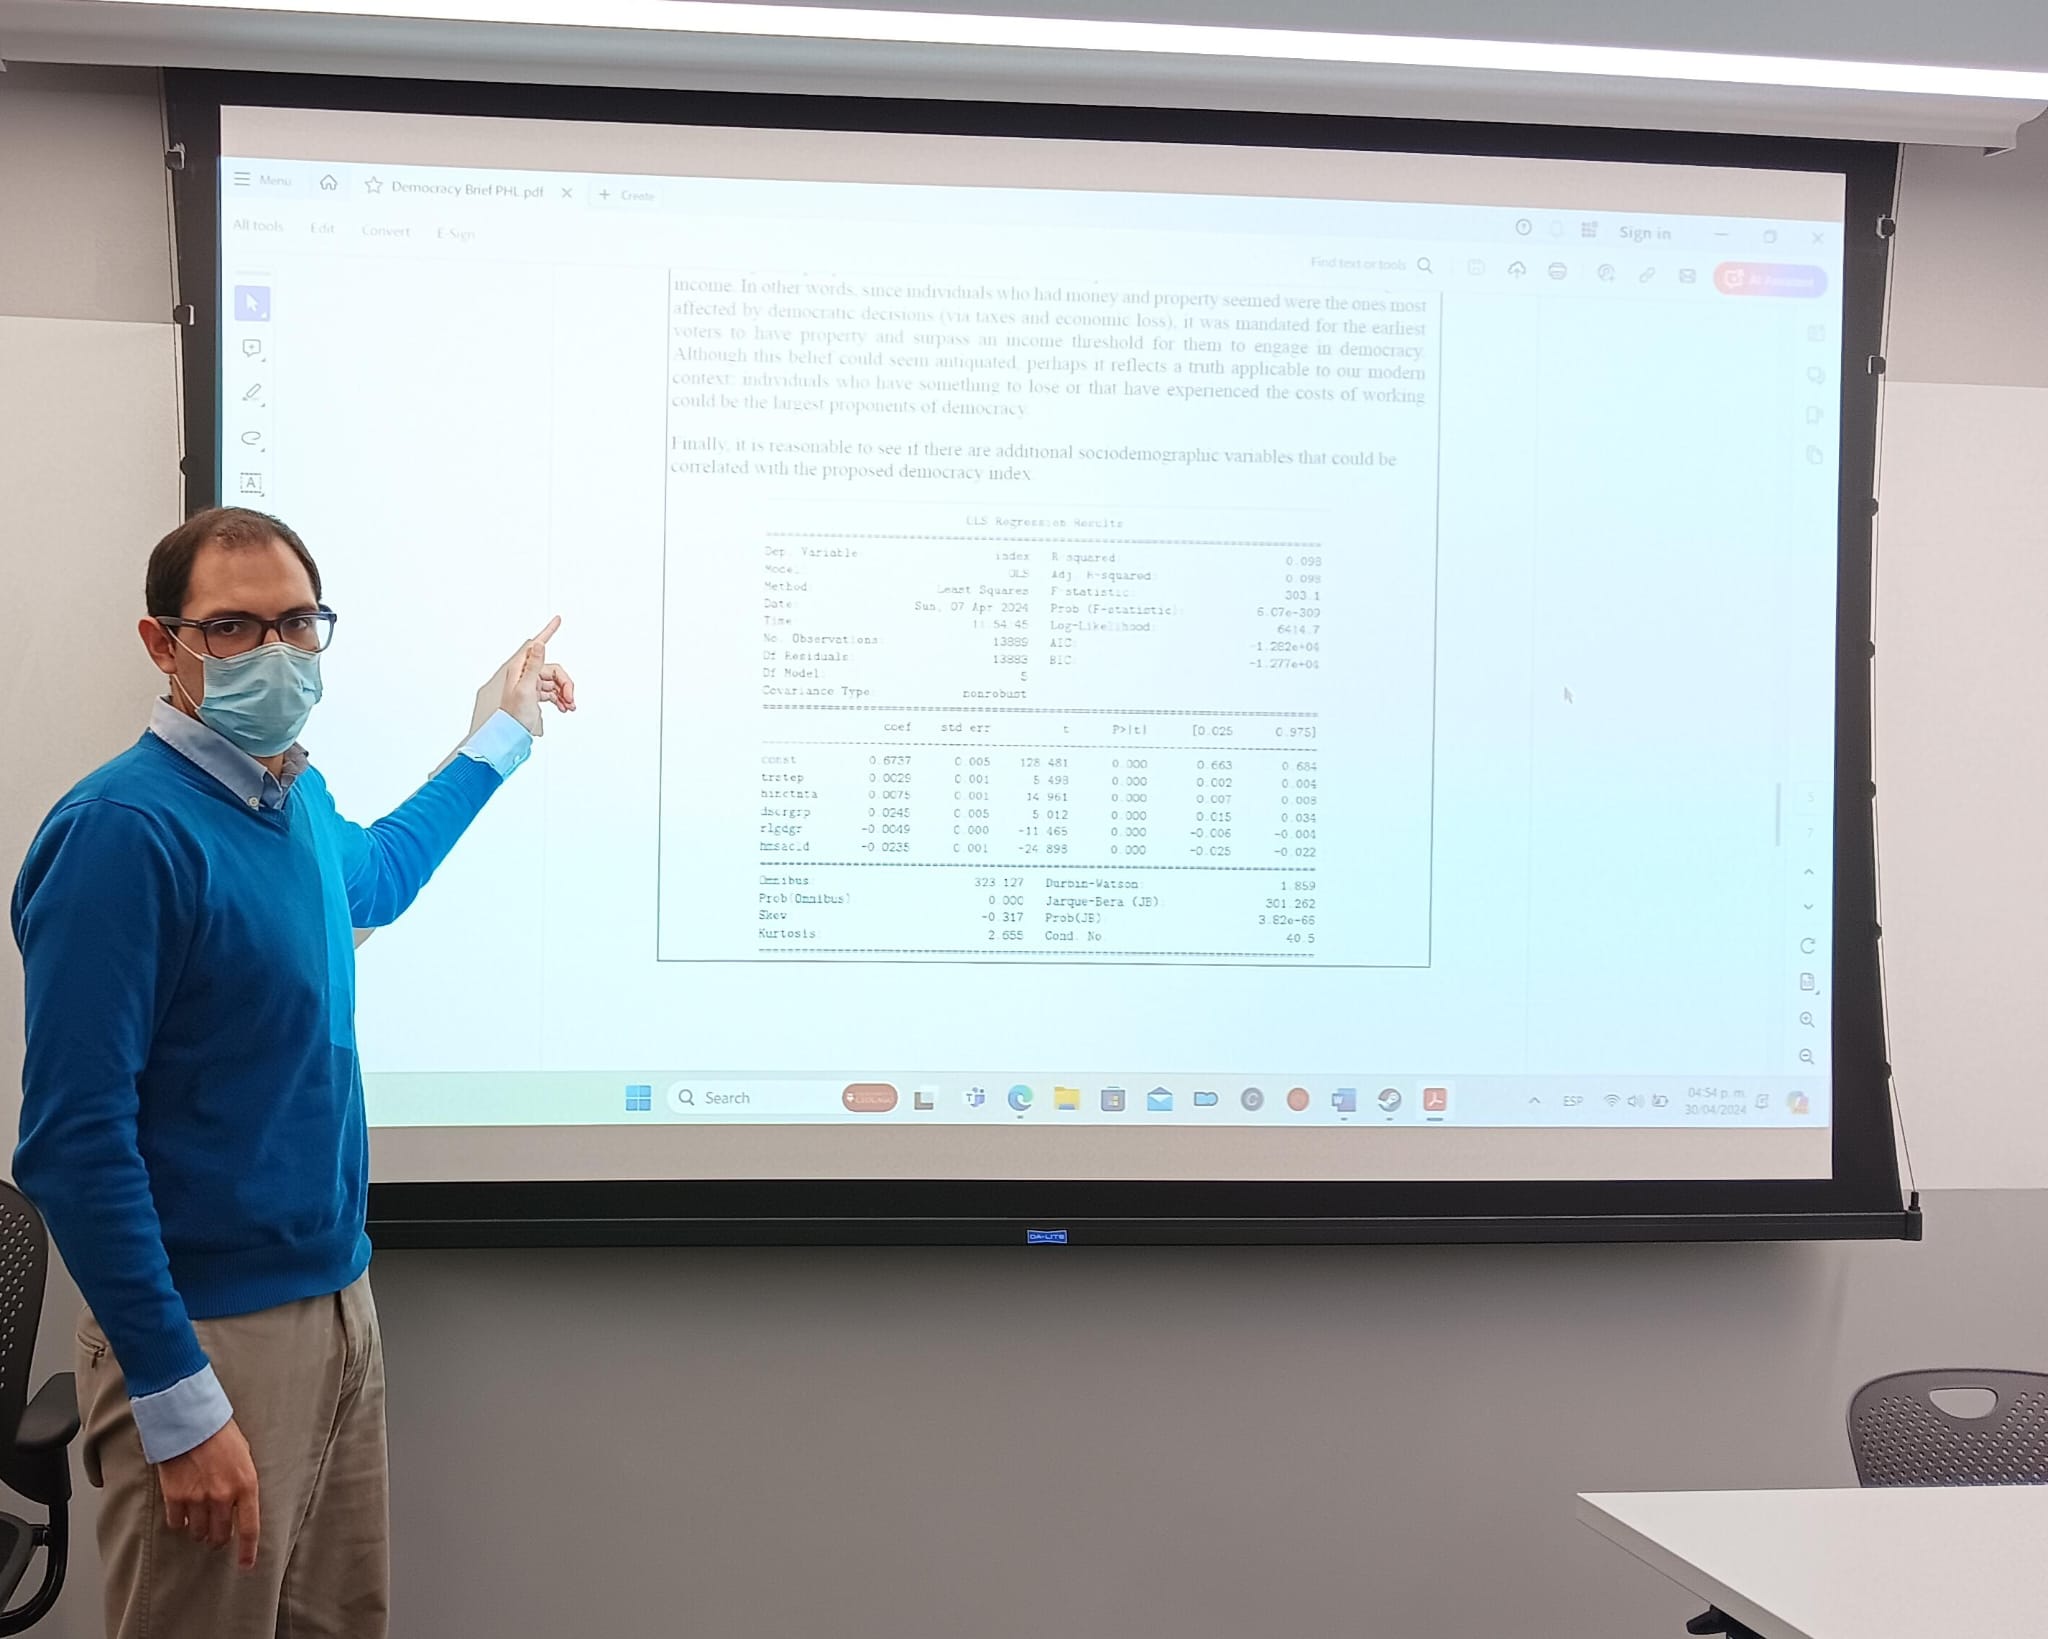 Menu
Democracy Brief PHL.pdf
+ Create
Sign in
All tools Edit Convert E-Sign
Find text or tools
AI Assistant
income. In other words, since individuals who had money and property seemed were the ones most
affected by democratic decisions (via taxes and economic loss), it was mandated for the earliest
voters to have property and surpass an income threshold for them to engage in democracy.
Although this belief could seem antiquated, perhaps it reflects a truth applicable to our modern
context: individuals who have something to lose or that have experienced the costs of working
could be the largest proponents of democracy.
Finally, it is reasonable to see if there are additional sociodemographic variables that could be
correlated with the proposed democracy index.
OLS Regression Results
Dep. Variable: index R-squared: 0.098
Model: OLS Adj. R-squared: 0.098
Method: Least Squares F-statistic: 303.1
Date: Sun, 07 Apr 2024 Prob (F-statistic): 6.07e-309
Time: 11:54:45 Log-Likelihood: 6414.7
No. Observations: 13889 AIC: -1.282e+04
Df Residuals: 13883 BIC: -1.277e+04
Df Model: 5
Covariance Type: nonrobust
coef std err t P>|t| [0.025 0.975]
const 0.6737 0.005 128.481 0.000 0.663 0.684
trstep 0.0029 0.001 5.498 0.000 0.002 0.004
hinctnta 0.0075 0.001 14.961 0.000 0.007 0.008
dscrgrp 0.0245 0.005 5.012 0.000 0.015 0.034
rlgdgr -0.0049 0.000 -11.465 0.000 -0.006 -0.004
hmsacld -0.0235 0.001 -24.898 0.000 -0.025 -0.022
Omnibus: 323.127 Durbin-Watson: 1.859
Prob(Omnibus): 0.000 Jarque-Bera (JB): 301.262
Skew: -0.317 Prob(JB): 3.82e-66
Kurtosis: 2.655 Cond. No. 40.5
5
7
Search
CHICAGO
ESP
04:54 p. m.
30/04/2024
DA-LITE